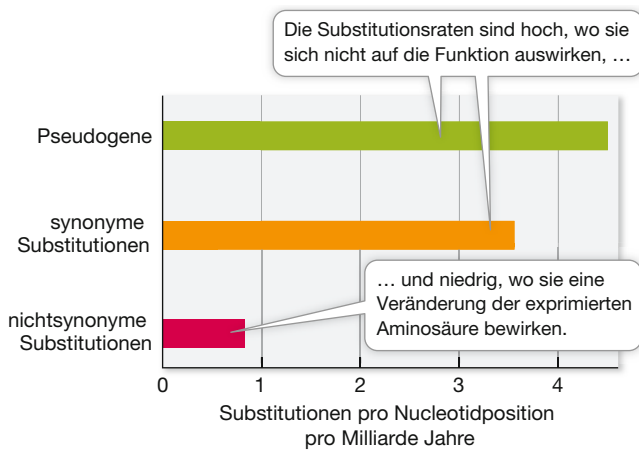 Die Substitutionsraten sind hoch, wo sie
sich nicht auf die Funktion auswirken, …
Pseudogene
synonyme
Substitutionen
… und niedrig, wo sie eine
Veränderung der exprimierten
Aminosäure bewirken.
nichtsynonyme
Substitutionen
0 1 2 3 4
Substitutionen pro Nucleotidposition
pro Milliarde Jahre